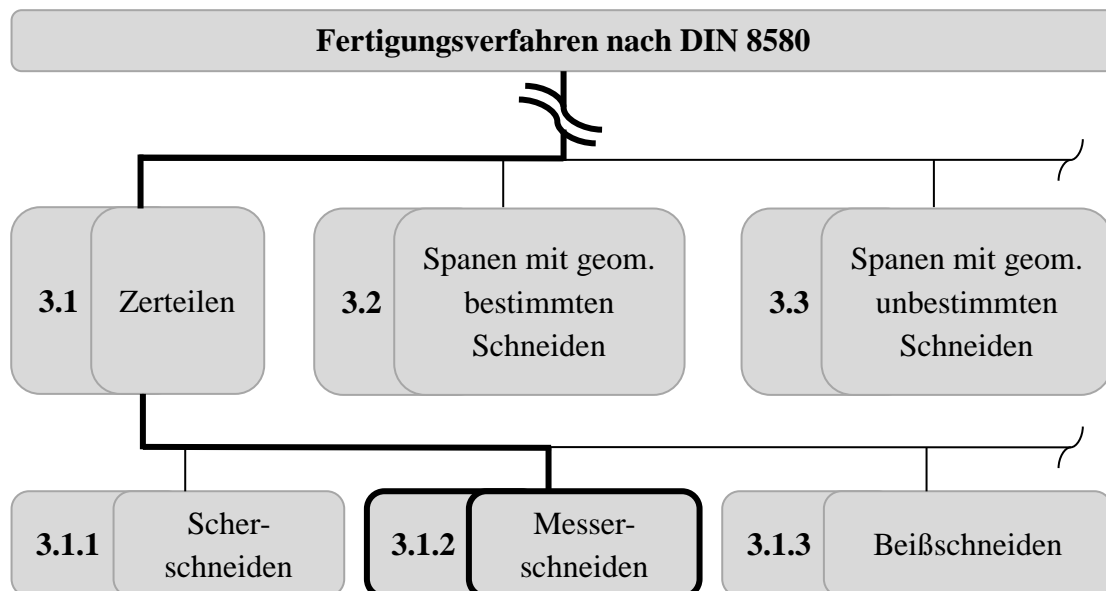 Fertigungsverfahren nach DIN 8580
3.1
Zerteilen
3.2
Spanen mit geom.
bestimmten
Schneiden
3.3
Spanen mit geom.
unbestimmten
Schneiden
3.1.1
Scher-
schneiden
3.1.2
Messer-
schneiden
3.1.3
Beißschneiden